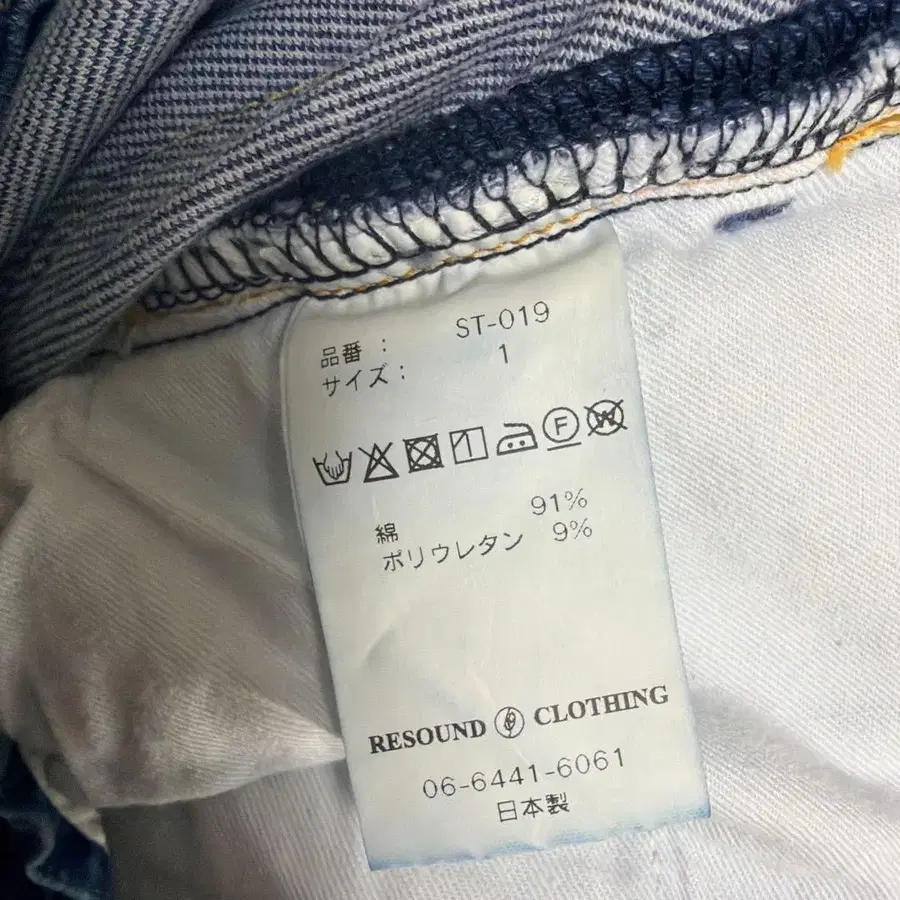 品番： ST-019
サイズ： 1
F W
綿 91%
ポリウレタン 9%
RESOUND CLOTHING
06-6441-6061
日本製